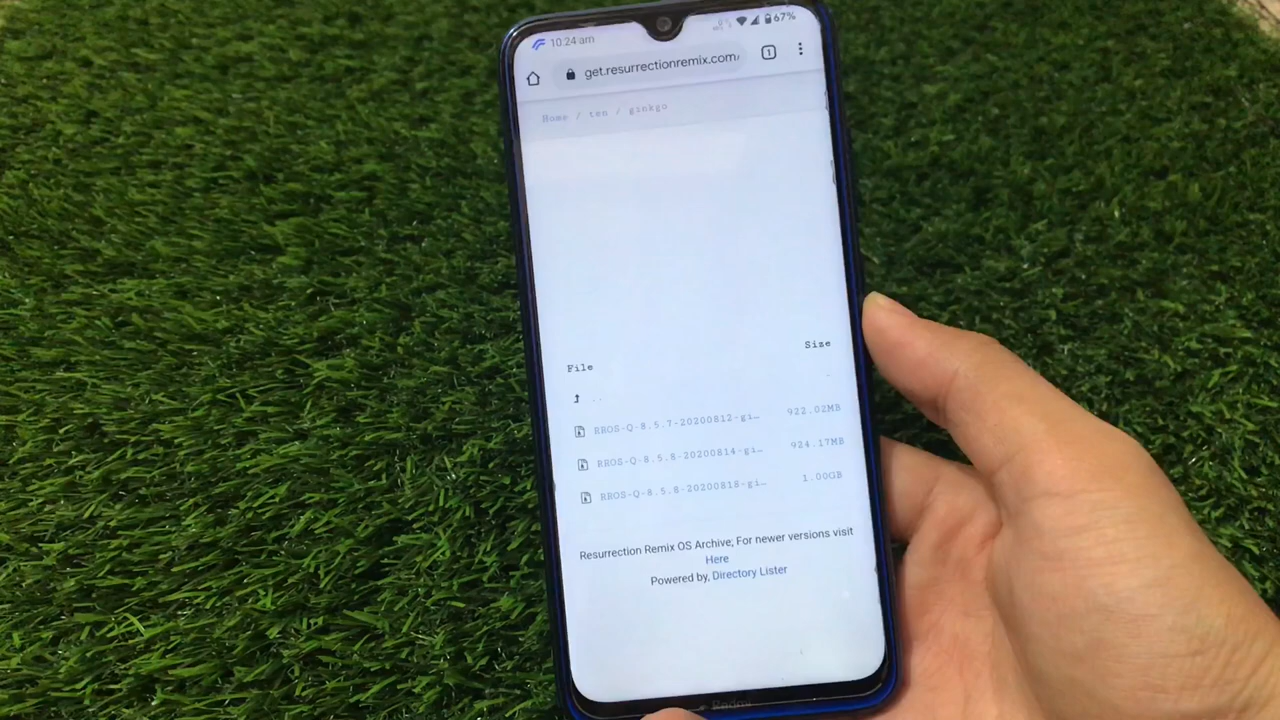 10.24 am 67%
get.resurrectionremix.com/ 1
Home / ten / ginkgo
File Size
..
RROS-Q-8.5.7-20200812-gi… 922.02MB
RROS-Q-8.5.8-20200814-gi… 924.17MB
RROS-Q-8.5.8-20200818-gi… 1.00GB
Resurrection Remix OS Archive; For newer versions visit
Here
Powered by, Directory Lister
Redmi